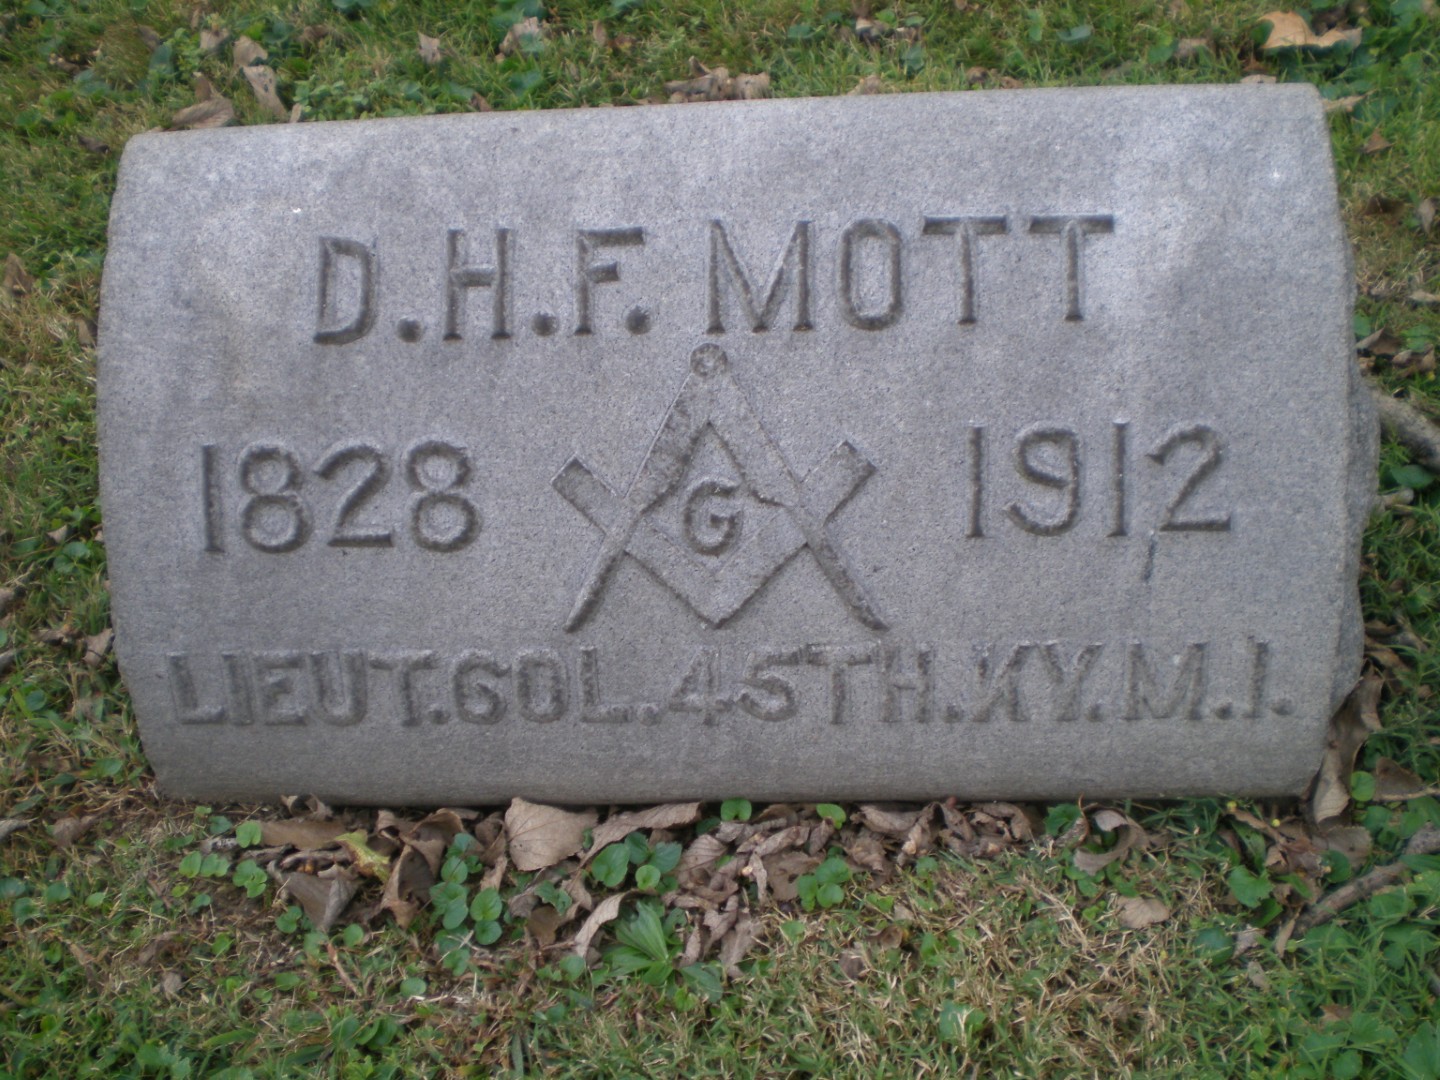 D.H.F. MOTT
1828 G 1912
LIEUT.COL.45TH.KY.M.I.